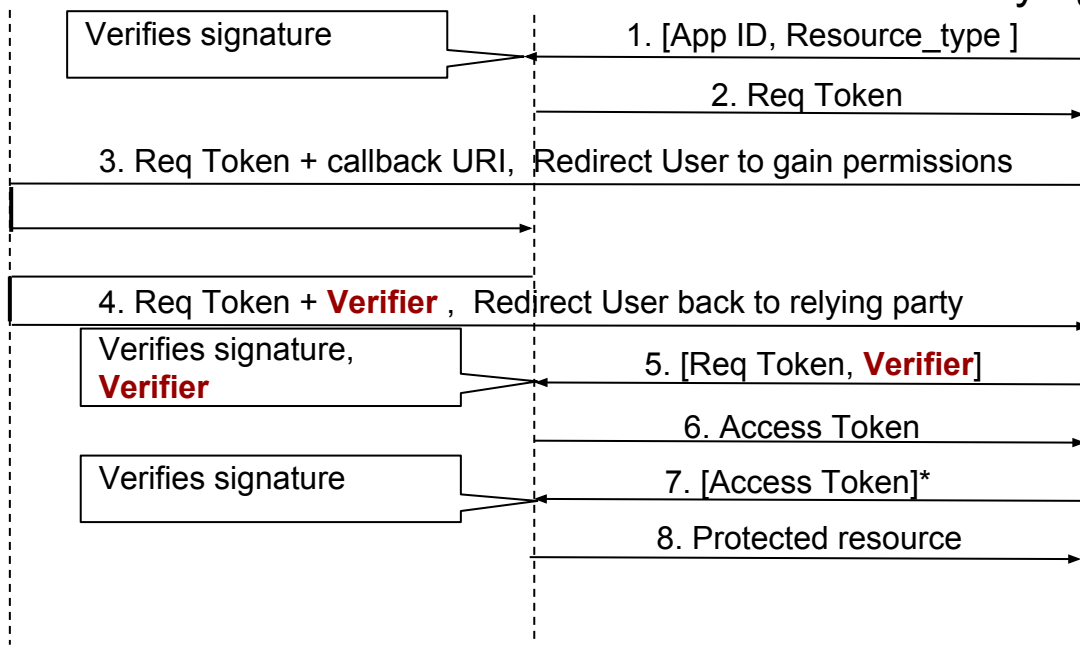 Verifies signature
1. [App ID, Resource_type ]
2. Req Token
3. Req Token + callback URI, Redirect User to gain permissions
4. Req Token + Verifier , Redirect User back to relying party
Verifies signature,
Verifier
5. [Req Token, Verifier]
6. Access Token
Verifies signature
7. [Access Token]*
8. Protected resource